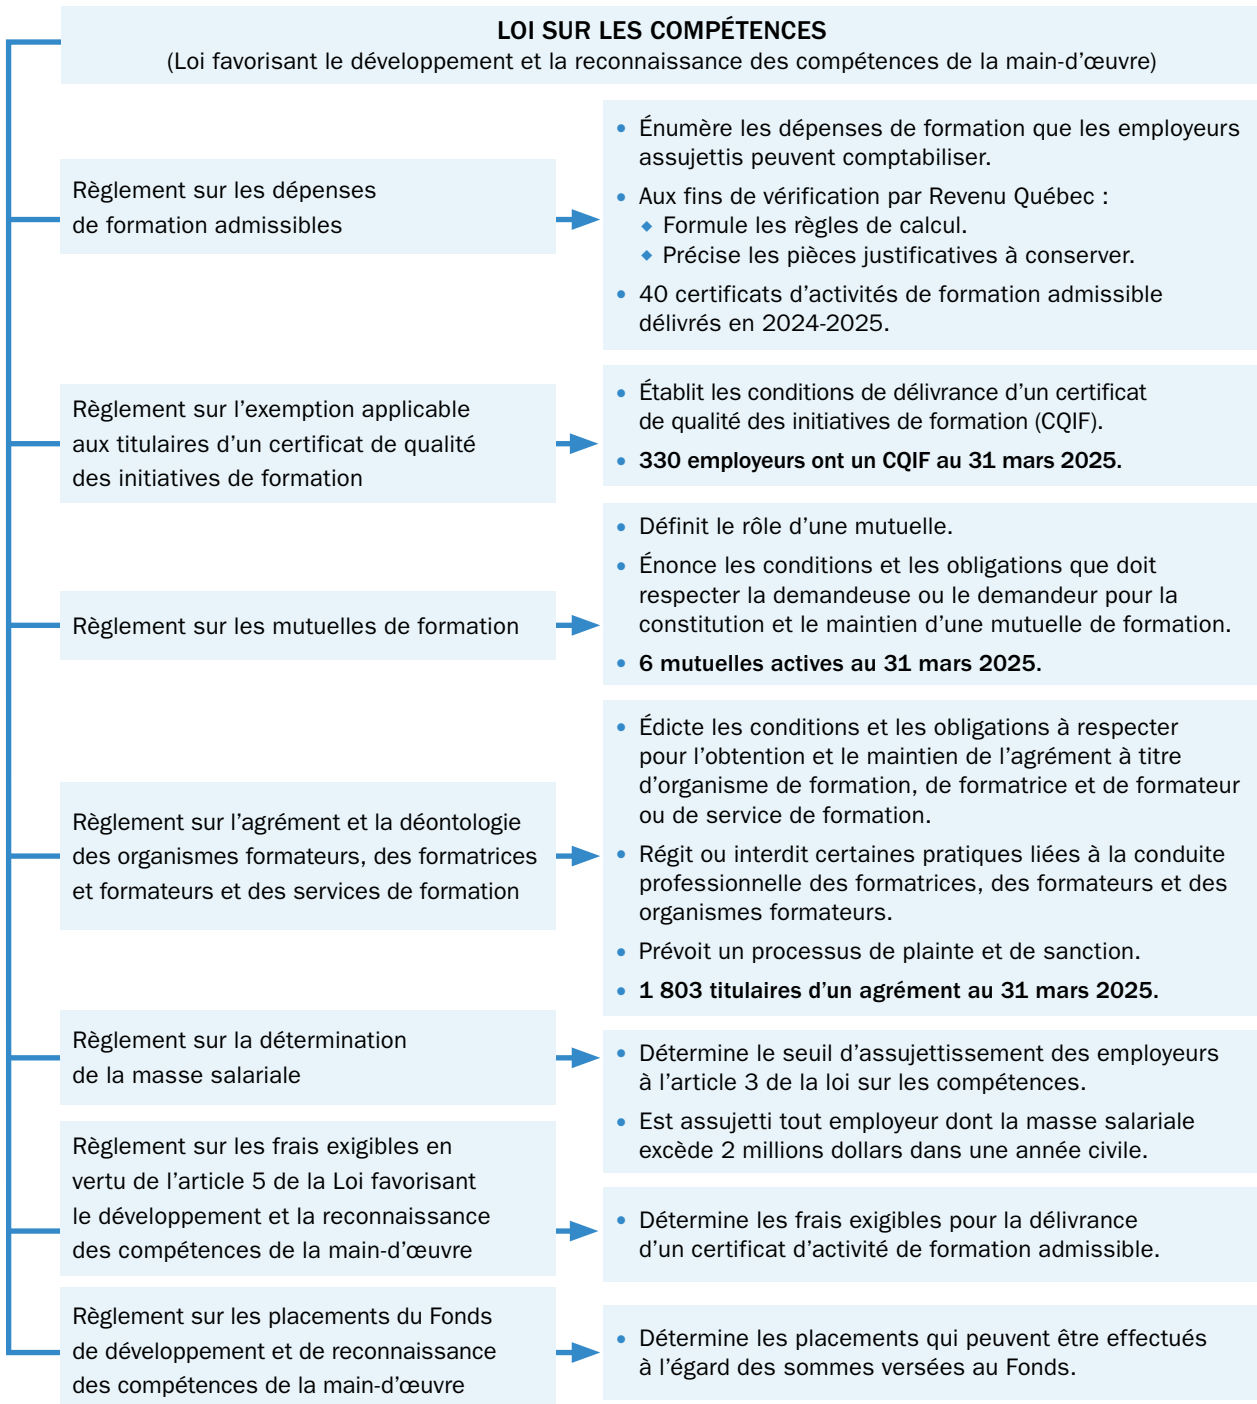 LOI SUR LES COMPÉTENCES
(Loi favorisant le développement et la reconnaissance des compétences de la main-d’œuvre)
Règlement sur les dépenses
de formation admissibles
• Énumère les dépenses de formation que les employeurs
assujettis peuvent comptabiliser.
• Aux fins de vérification par Revenu Québec :
◆ Formule les règles de calcul.
◆ Précise les pièces justificatives à conserver.
• 40 certificats d’activités de formation admissible
délivrés en 2024-2025.
Règlement sur l’exemption applicable
aux titulaires d’un certificat de qualité
des initiatives de formation
• Établit les conditions de délivrance d’un certificat
de qualité des initiatives de formation (CQIF).
• 330 employeurs ont un CQIF au 31 mars 2025.
Règlement sur les mutuelles de formation
• Définit le rôle d’une mutuelle.
• Énonce les conditions et les obligations que doit
respecter la demandeuse ou le demandeur pour la
constitution et le maintien d’une mutuelle de formation.
• 6 mutuelles actives au 31 mars 2025.
Règlement sur l’agrément et la déontologie
des organismes formateurs, des formatrices
et formateurs et des services de formation
• Édicte les conditions et les obligations à respecter
pour l’obtention et le maintien de l’agrément à titre
d’organisme de formation, de formatrice et de formateur
ou de service de formation.
• Régit ou interdit certaines pratiques liées à la conduite
professionnelle des formatrices, des formateurs et des
organismes formateurs.
• Prévoit un processus de plainte et de sanction.
• 1 803 titulaires d’un agrément au 31 mars 2025.
Règlement sur la détermination
de la masse salariale
• Détermine le seuil d’assujettissement des employeurs
à l’article 3 de la loi sur les compétences.
• Est assujetti tout employeur dont la masse salariale
excède 2 millions dollars dans une année civile.
Règlement sur les frais exigibles en
vertu de l’article 5 de la Loi favorisant
le développement et la reconnaissance
des compétences de la main-d’œuvre
• Détermine les frais exigibles pour la délivrance
d’un certificat d’activité de formation admissible.
Règlement sur les placements du Fonds
de développement et de reconnaissance
des compétences de la main-d’œuvre
• Détermine les placements qui peuvent être effectués
à l’égard des sommes versées au Fonds.